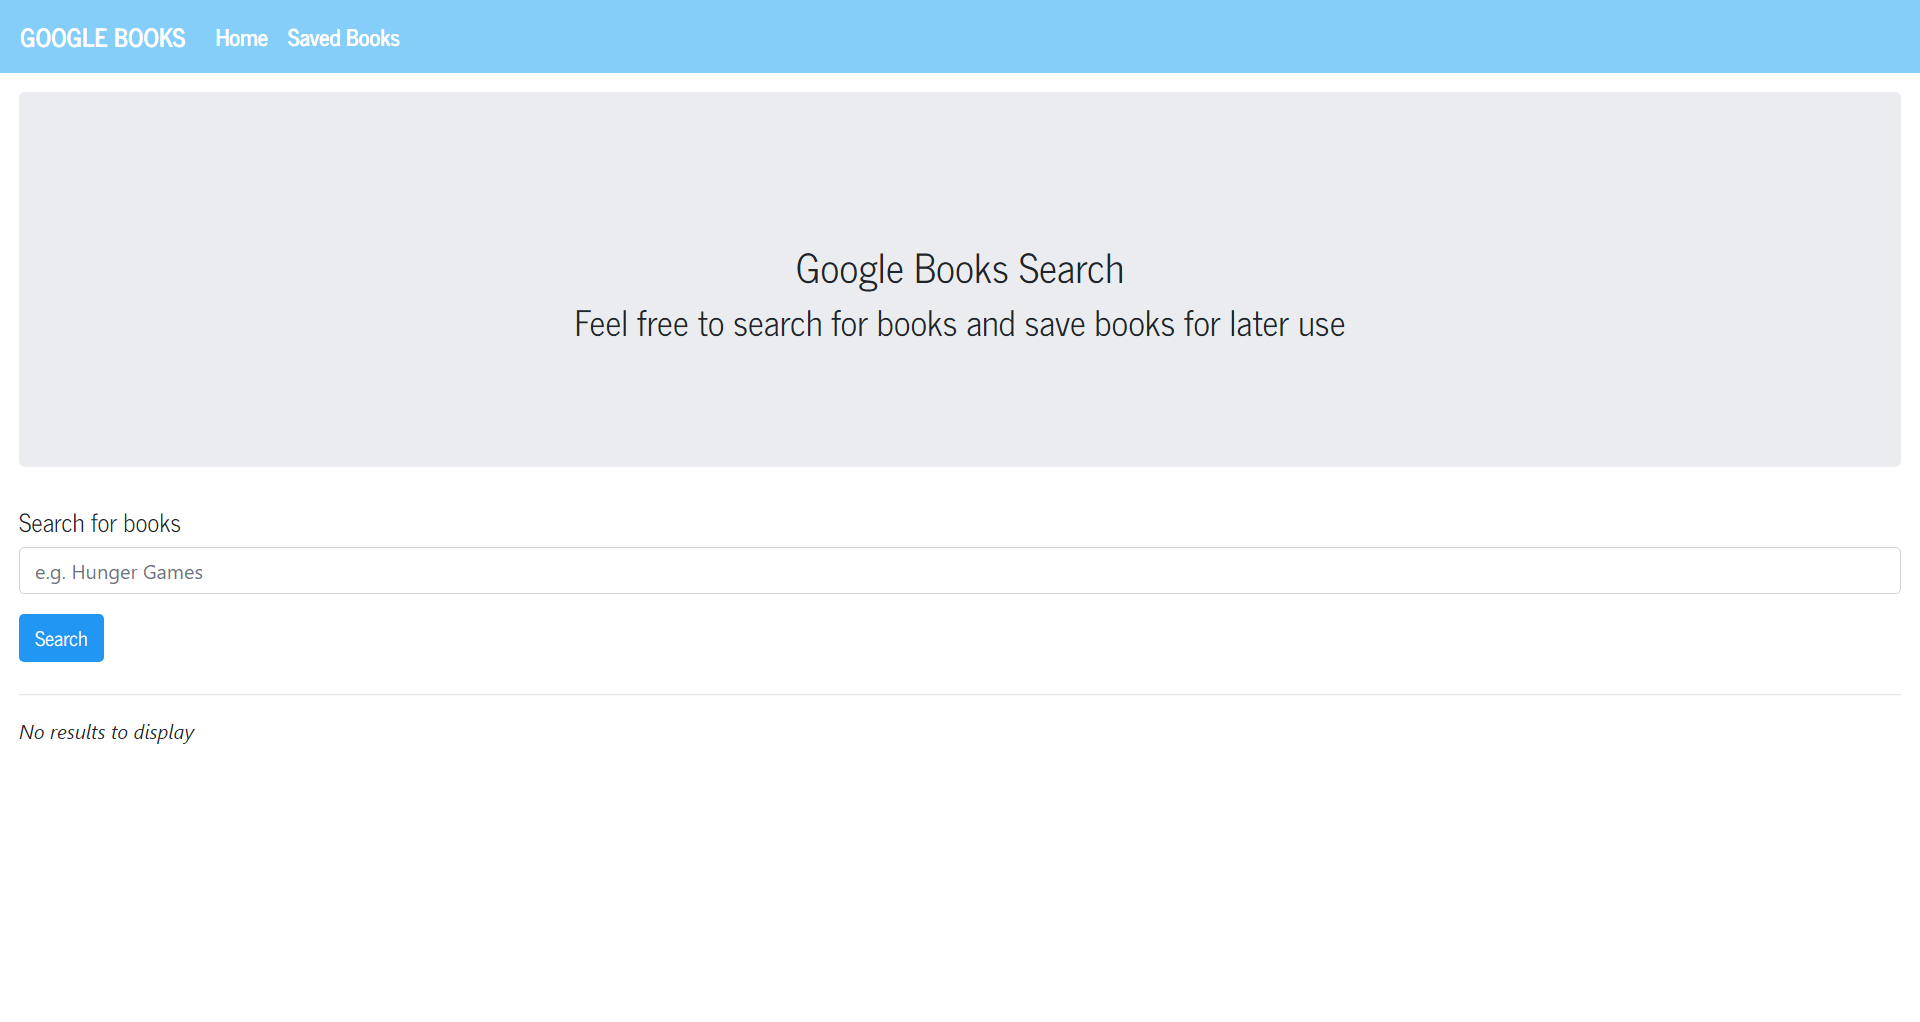 GOOGLE BOOKS Home Saved Books
Google Books Search
Feel free to search for books and save books for later use
Search for books
e.g. Hunger Games
Search
No results to display